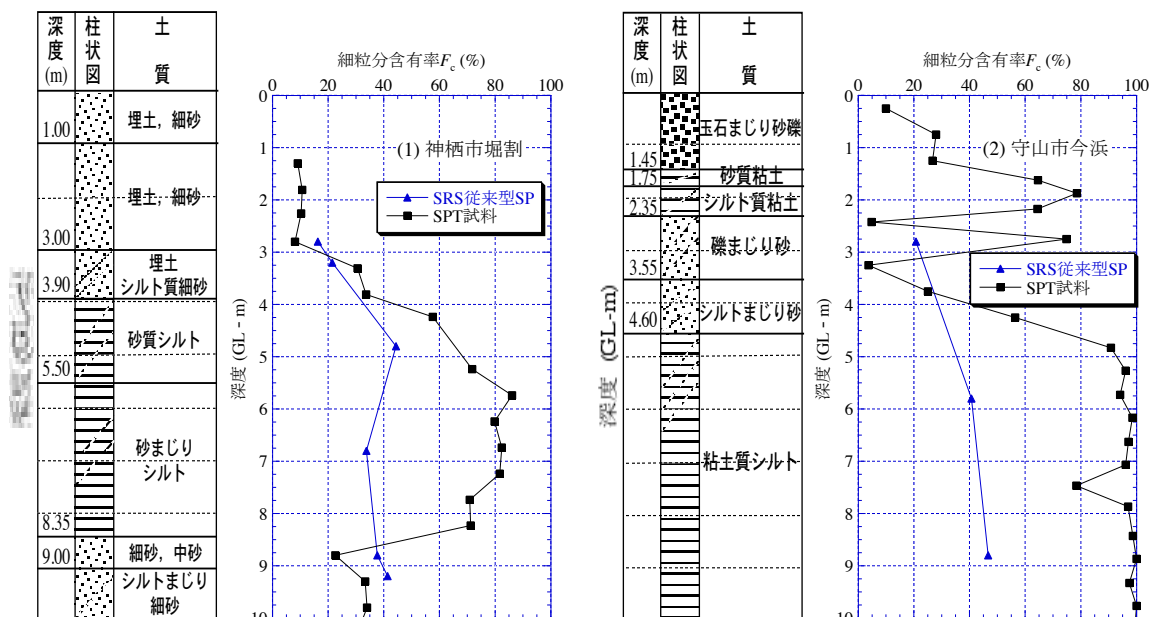 深度(m)
柱状図
土質
1.00
埋土，細砂
埋土，細砂
3.00
埋土
シルト質細砂
3.90
砂質シルト
5.50
砂まじり
シルト
8.35
9.00
細砂，中砂
シルトまじり
細砂
細粒分含有率Fc (%)
0 20 40 60 80 100
(1) 神栖市堀割
SRS従来型SP
SPT試料
深度 (GL - m)
0
1
2
3
4
5
6
7
8
9
10
深度 (GL-m)
深度(m)
柱状図
土質
玉石まじり砂礫
1.45
砂質粘土
1.75
シルト質粘土
2.35
礫まじり砂
3.55
シルトまじり砂
4.60
粘土質シルト
細粒分含有率Fc (%)
0 20 40 60 80 100
(2) 守山市今浜
SRS従来型SP
SPT試料
深度 (GL - m)
0
1
2
3
4
5
6
7
8
9
10